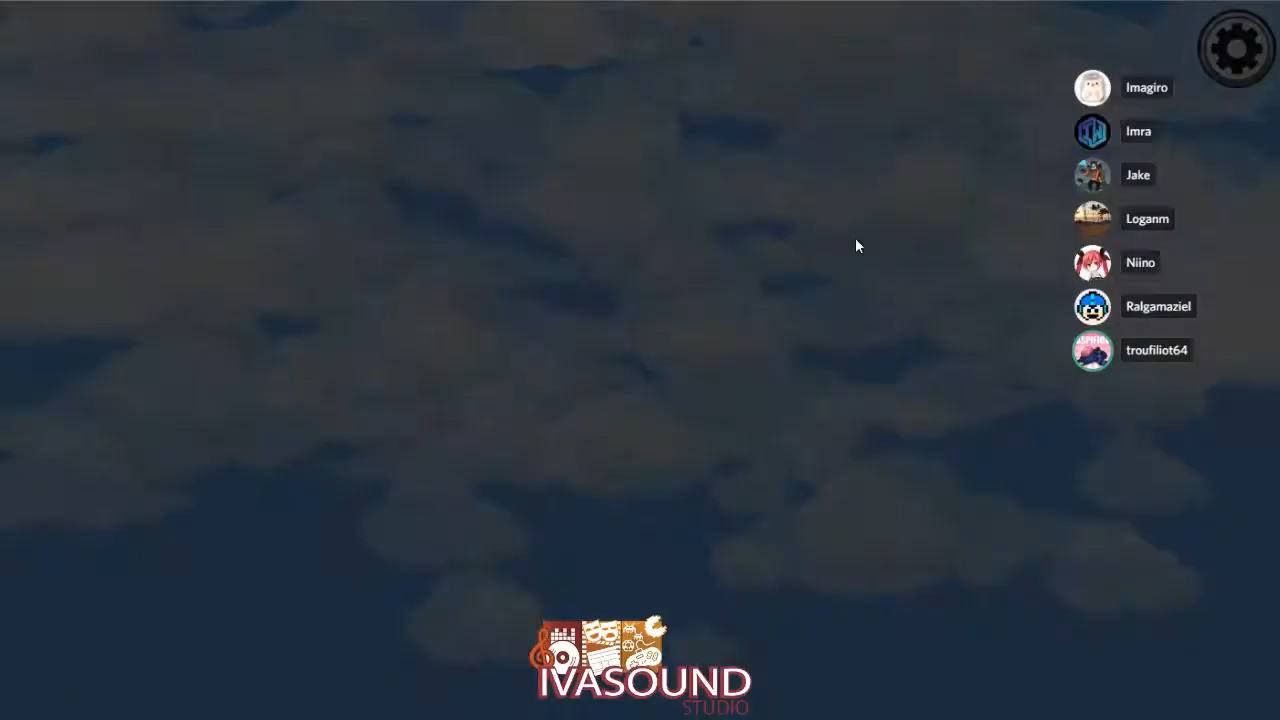 Imagiro
Imra
Jake
Loganm
Niino
Ralgamaziel
troufiliot64
IVASOUND
STUDIO